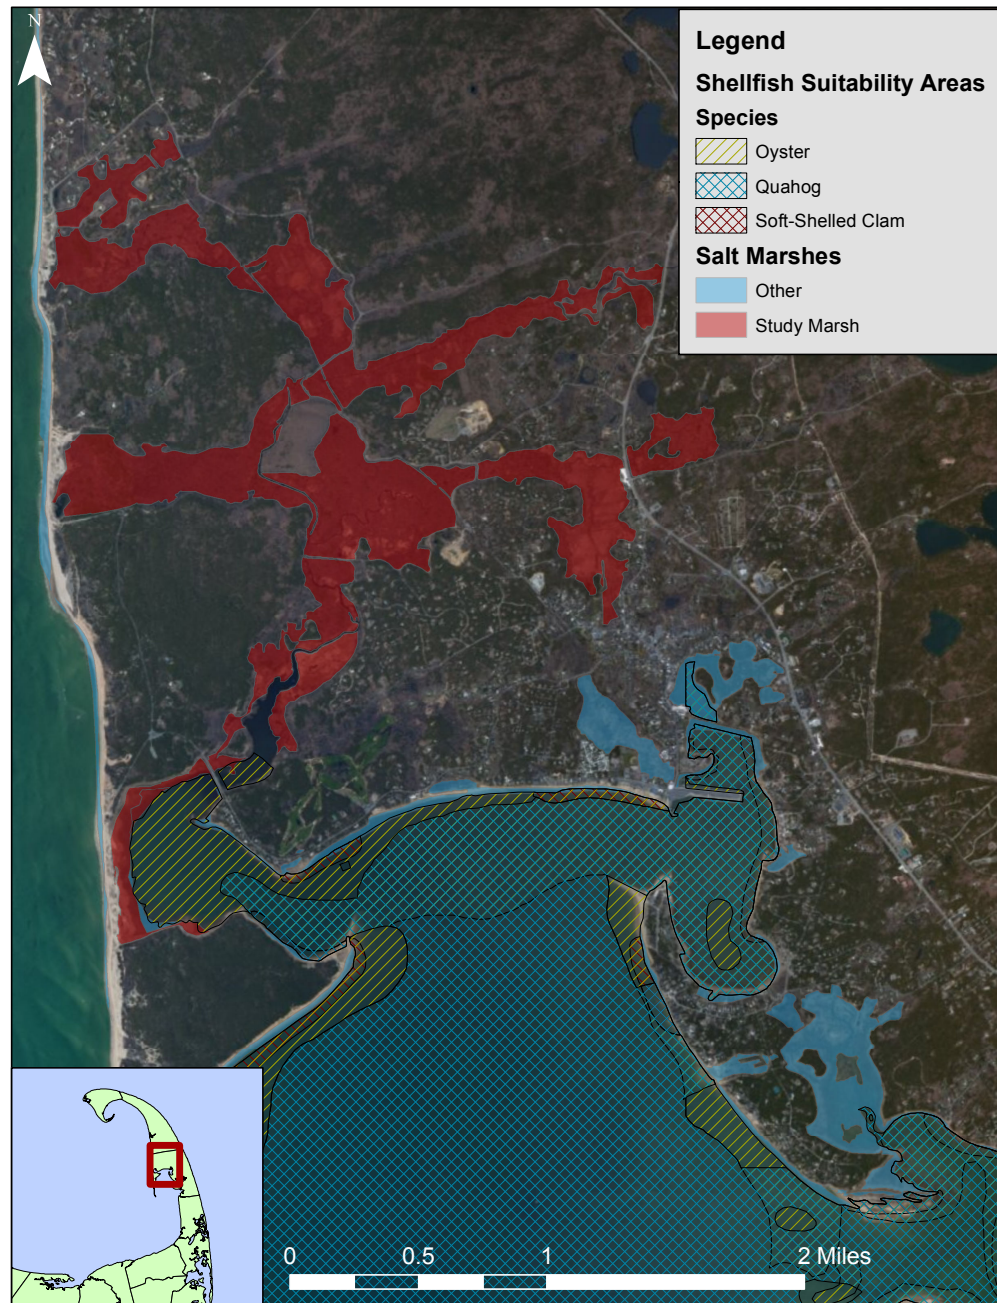 N
Legend
Shellfish Suitability Areas
Species
Oyster
Quahog
Soft-Shelled Clam
Salt Marshes
Other
Study Marsh
0 0.5 1 2 Miles